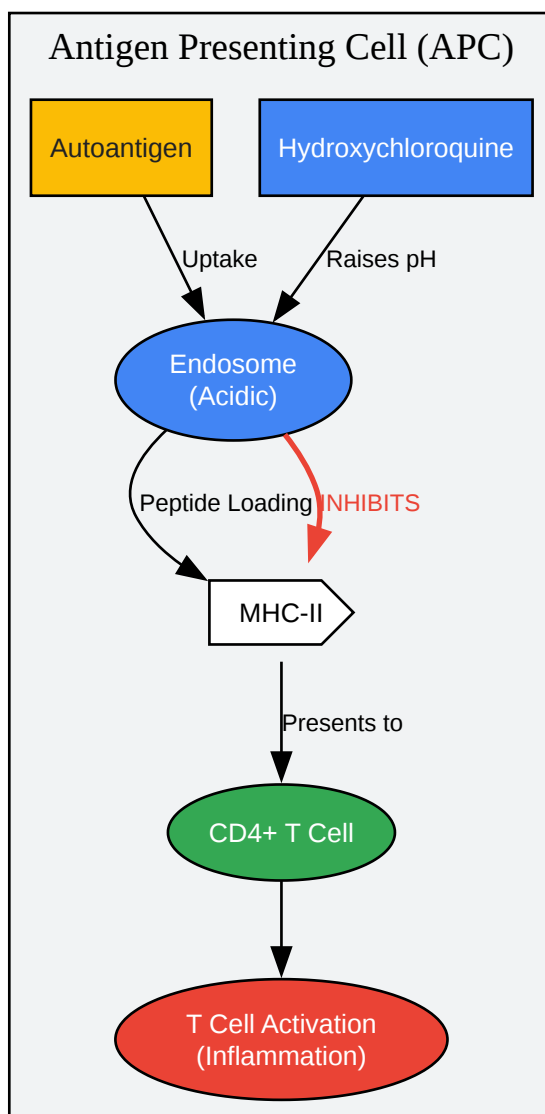 Antigen Presenting Cell (APC)
Autoantigen
Hydroxychloroquine
Uptake
Raises pH
Endosome
(Acidic)
Peptide Loading
INHIBITS
MHC-II
Presents to
CD4+ T Cell
T Cell Activation
(Inflammation)